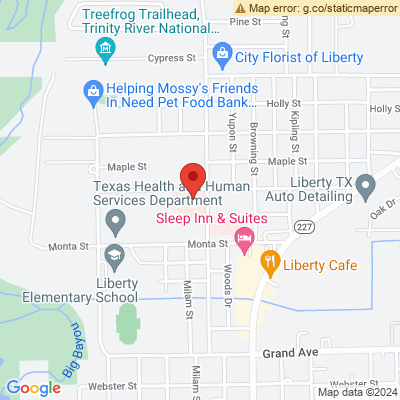 Map error: g.co/staticmaperror
Treefrog Trailhead,
Trinity River National...
Pine St
Cypress St
City Florist of Liberty
Helping Mossy's Friends
In Need Pet Food Bank...
Holly St
Holly St
Yupon St
Browning St
Kipling St
Maple St
Maple St
Texas Health and Human
Services Department
Liberty TX
Auto Detailing
Oak Dr
Sleep Inn & Suites
227
Monta St
Monta St
Liberty
Elementary School
Liberty Cafe
Woods Dr
Milam St
Big Bayou
Grand Ave
Milam St
Webster St
Webster St
Google
Map data ©2024